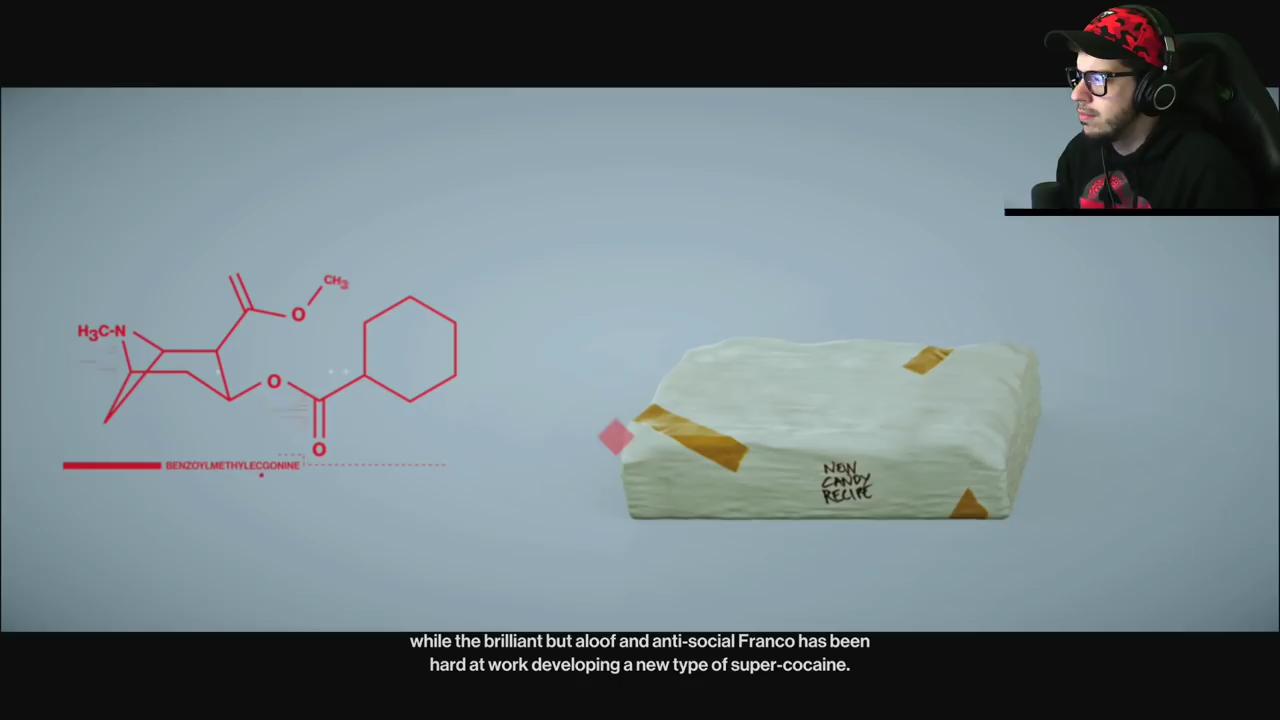 CH3
O
H3C-N
O
O
BENZOYLMETHYLECGONINE
NEW
CANDY
RECIPE
while the brilliant but aloof and anti-social Franco has been
hard at work developing a new type of super-cocaine.